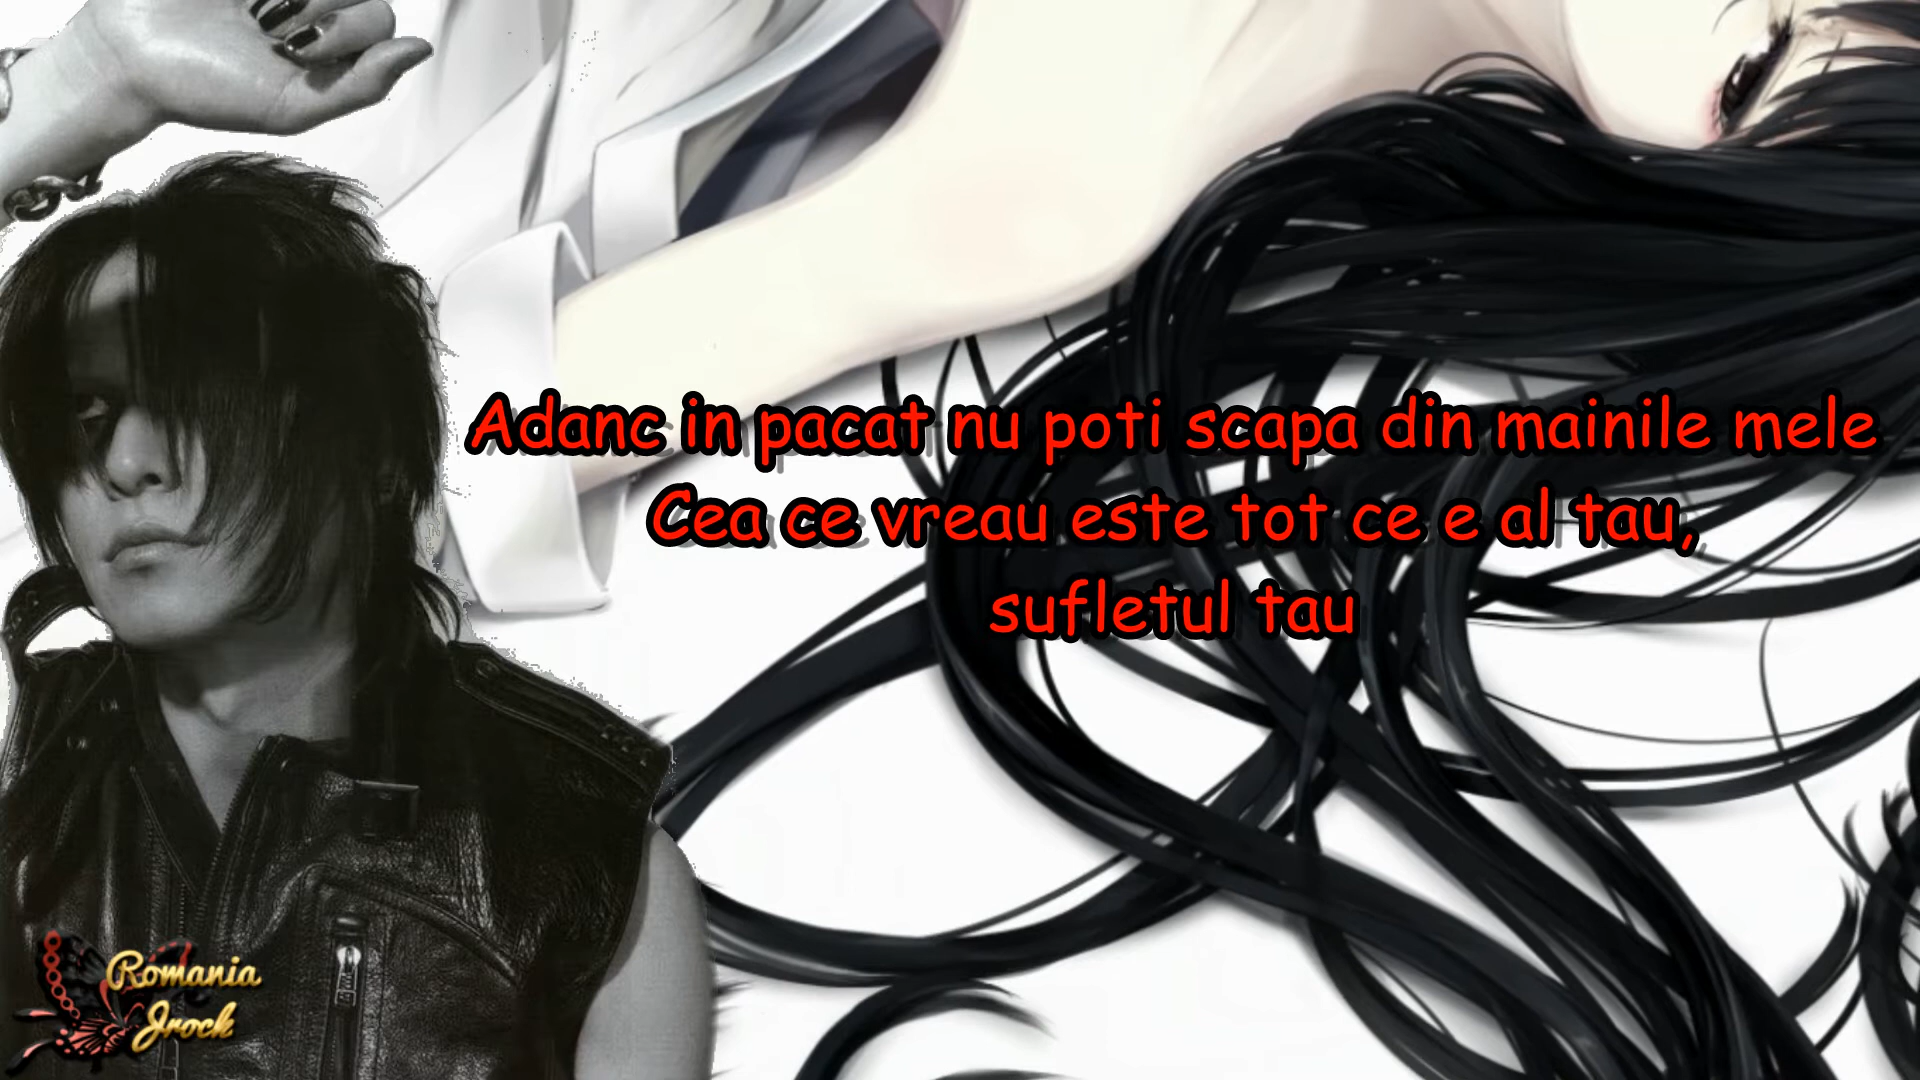 Adanc in pacat nu poti scapa din mainile mele
Cea ce vreau este tot ce e al tau,
sufletul tau
Romania
Jrock